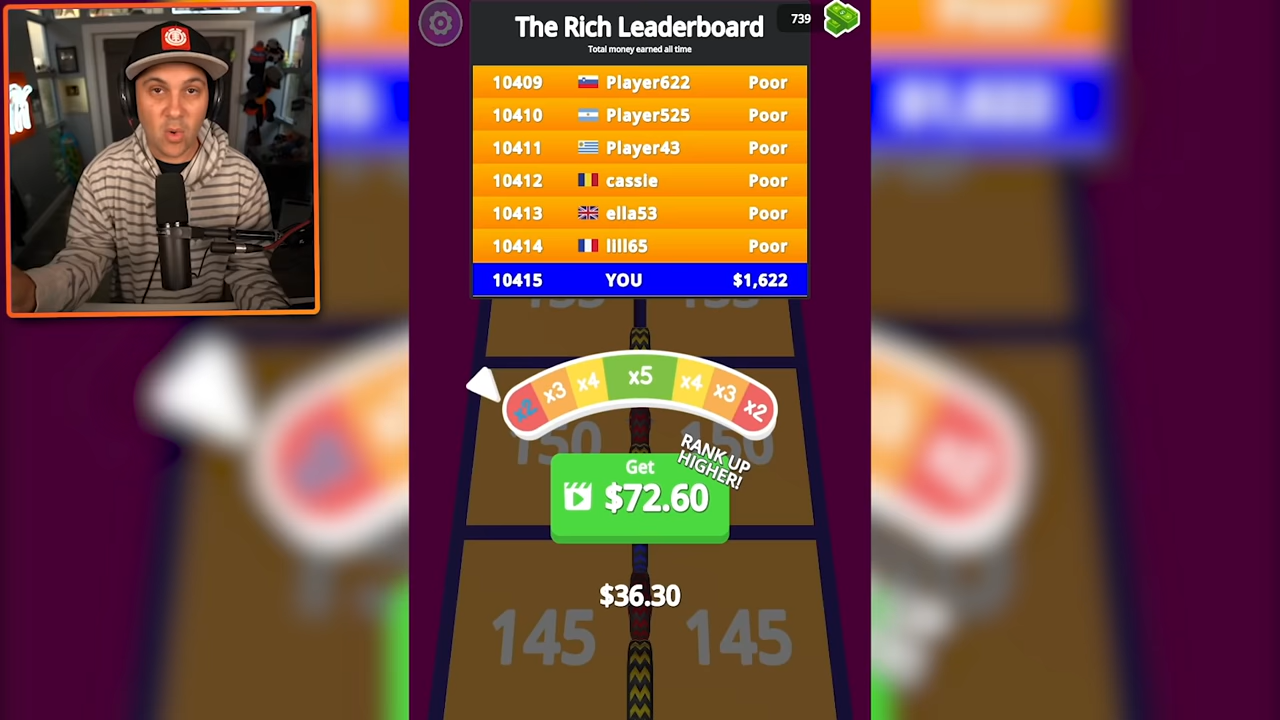 The Rich Leaderboard
739
Total money earned all time
10409 Player622 Poor
10410 Player525 Poor
10411 Player43 Poor
10412 cassie Poor
10413 ella53 Poor
10414 llll65 Poor
10415 YOU $1,622
155 155
x2 x3 x4 x5 x4 x3 x2
150 150
RANK UP
HIGHER!
Get
$72.60
$36.30
145 145